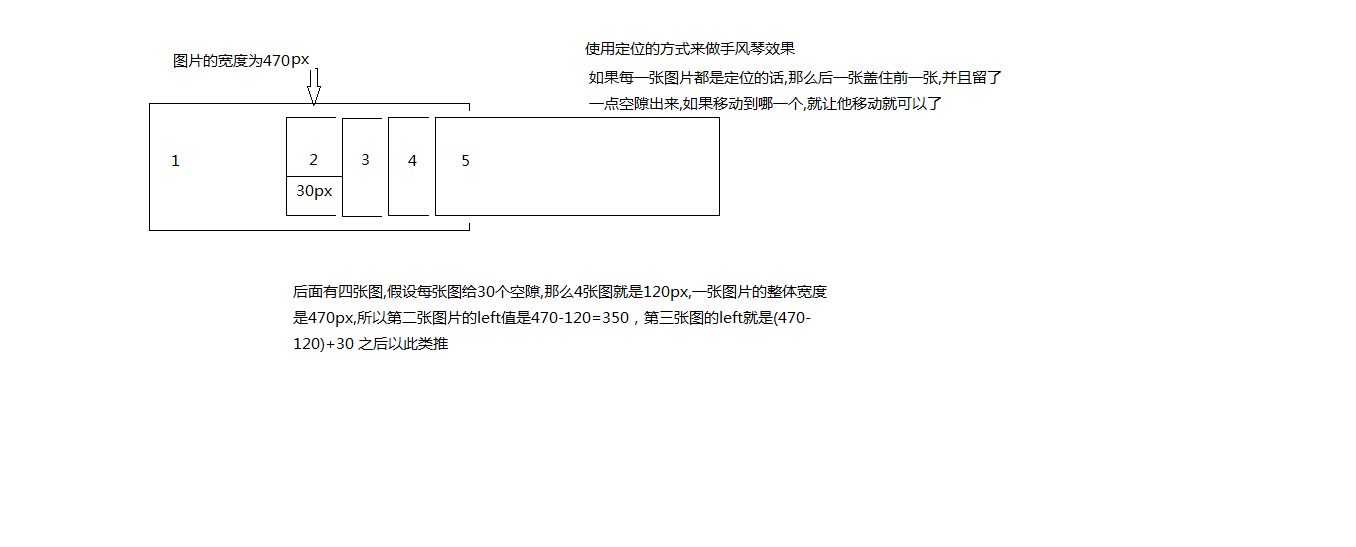 使用定位的方式来做手风琴效果
图片的宽度为470px
如果每一张图片都是定位的话,那么后一张盖住前一张,并且留了
一点空隙出来,如果移动到哪一个,就让他移动就可以了
1
2
3
4
5
30px
后面有四张图,假设每张图给30个空隙,那么4张图就是120px,一张图片的整体宽度
是470px,所以第二张图片的left值是470-120=350，第三张图的left就是(470-
120)+30 之后以此类推